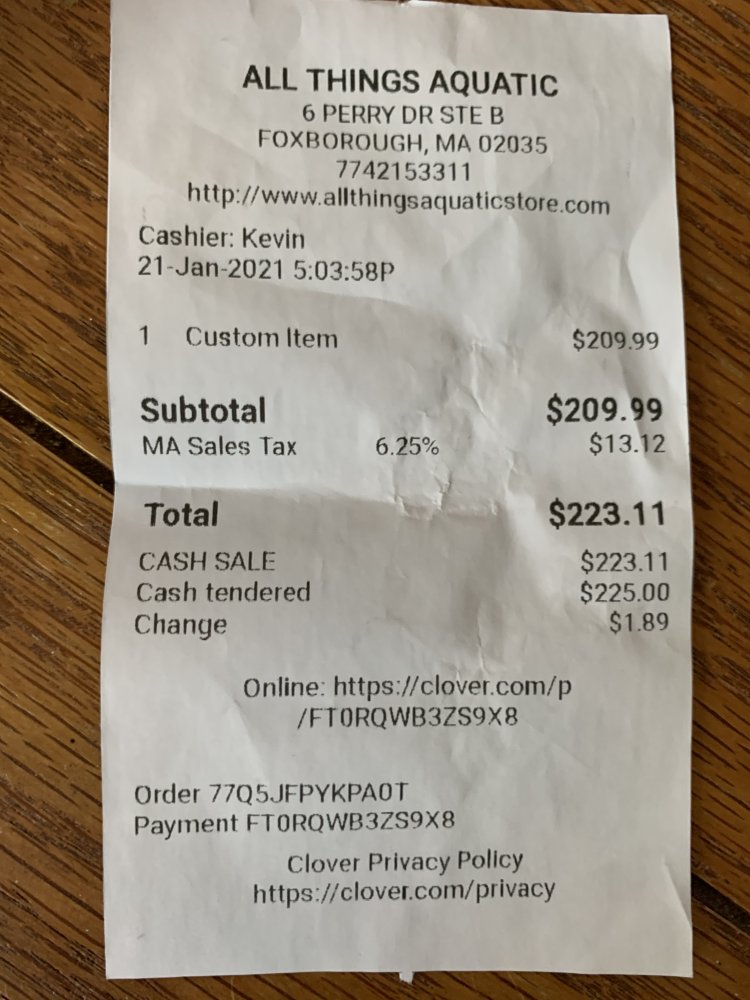 ALL THINGS AQUATIC
6 PERRY DR STE B
FOXBOROUGH, MA 02035
7742153311
http://www.allthingsaquaticstore.com
Cashier: Kevin
21-Jan-2021 5:03:58P
1 Custom Item $209.99
Subtotal $209.99
MA Sales Tax 6.25% $13.12
Total $223.11
CASH SALE $223.11
Cash tendered $225.00
Change $1.89
Online: https://clover.com/p
/FT0RQWB3ZS9X8
Order 77Q5JFPYKPA0T
Payment FT0RQWB3ZS9X8
Clover Privacy Policy
https://clover.com/privacy